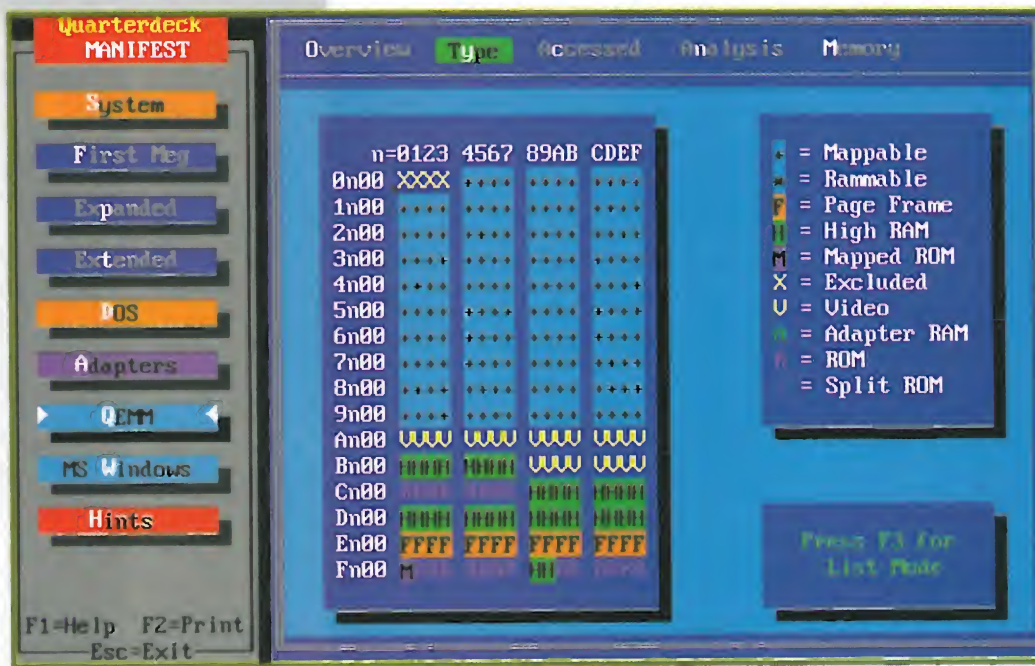 Quarterdeck
MANIFEST
System
First Meg
Expanded
Extended
DOS
Adapters
QEMM
MS Windows
Hints
F1=Help F2=Print
Esc=Exit
Overview Type Accessed Analysis Memory
n=0123 4567 89AB CDEF
0n00 XXXX ++++ ++++ ++++
1n00 ++++ ++++ ++++ ++++
2n00 ++++ ++++ ++++ ++++
3n00 ++++ ++++ ++++ ++++
4n00 ++++ ++++ ++++ ++++
5n00 ++++ ++++ ++++ ++++
6n00 ++++ ++++ ++++ ++++
7n00 ++++ ++++ ++++ ++++
8n00 ++++ ++++ ++++ ++++
9n00 ++++ ++++ ++++ ++++
An00 VVVV VVVV VVVV VVVV
Bn00 HHHH HHHH VVVV VVVV
Cn00 HHHH HHHH
Dn00 HHHH HHHH HHHH HHHH
En00 FFFF FFFF FFFF FFFF
Fn00 M HH
+ = Mappable
* = Rammable
F = Page Frame
H = High RAM
M = Mapped ROM
X = Excluded
V = Video
= Adapter RAM
= ROM
= Split ROM
Press F3 for
List Mode